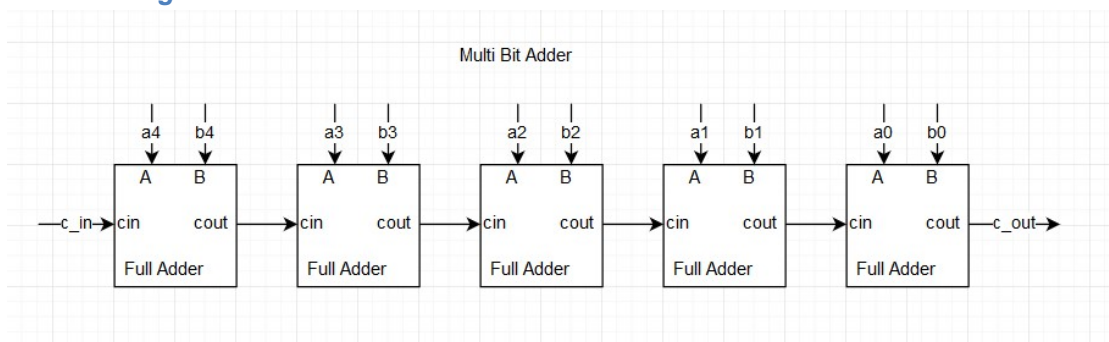 Multi Bit Adder
a4 b4 a3 b3 a2 b2 a1 b1 a0 b0
A B A B A B A B A B
c_in cin cout cin cout cin cout cin cout cin cout c_out
Full Adder Full Adder Full Adder Full Adder Full Adder